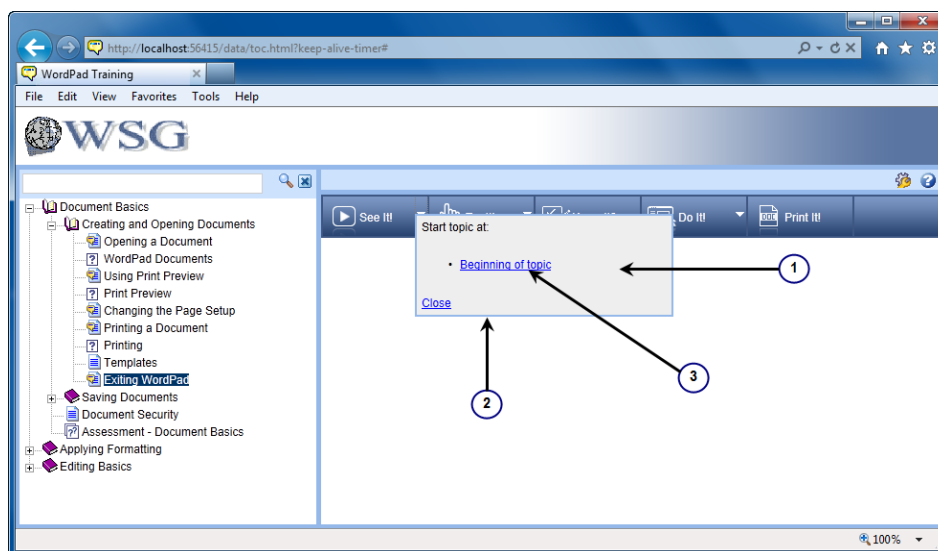 http://localhost:56415/data/toc.html?keep-alive-timer#
WordPad Training
File Edit View Favorites Tools Help
WSG
Document Basics
Creating and Opening Documents
Opening a Document
WordPad Documents
Using Print Preview
Print Preview
Changing the Page Setup
Printing a Document
Printing
Templates
Exiting WordPad
Saving Documents
Document Security
Assessment - Document Basics
Applying Formatting
Editing Basics
See It! Do It! Print It!
Start topic at:
• Beginning of topic
Close
1
2
3
100%